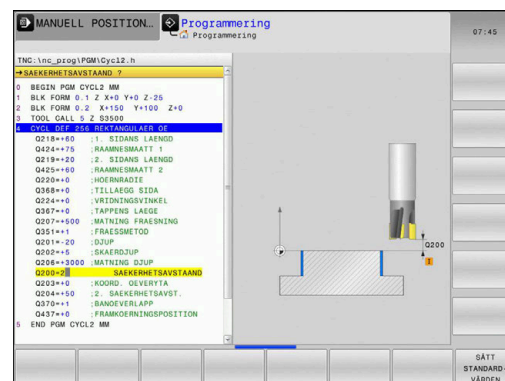 MANUELL POSITION...
Programmering
Programmering
07:45
TNC:\nc_prog\PGM\Cycl2.h
→SAEKERHETSAVSTAAND ?
0 BEGIN PGM CYCL2 MM
1 BLK FORM 0.1 Z X+0 Y+0 Z-25
2 BLK FORM 0.2 X+150 Y+100 Z+0
3 TOOL CALL 5 Z S3500
4 CYCL DEF 256 REKTANGULAER OE
Q218=+60 ;1. SIDANS LAENGD
Q424=+75 ;RAAMNESMAATT 1
Q219=+20 ;2. SIDANS LAENGD
Q425=+60 ;RAAMNESMAATT 2
Q220=+0 ;HOERNRADIE
Q368=+0 ;TILLAEGG SIDA
Q224=+0 ;VRIDNINGSVINKEL
Q367=+0 ;TAPPENS LAEGE
Q207=+500 ;MATNING FRAESNING
Q351=+1 ;FRAESSMETOD
Q201=-20 ;DJUP
Q202=+5 ;SKAERDJUP
Q206=+3000 ;MATNING DJUP
Q200=2 SAEKERHETSAVSTAAND
Q203=+0 ;KOORD. OEVERYTA
Q204=+50 ;2. SAEKERHETSAVST.
Q370=+1 ;BANOEVERLAPP
Q437=+0 ;FRAMKOERNINGSPOSITION
5 END PGM CYCL2 MM
Q200
I
SÄTT
STANDARD-
VÄRDEN